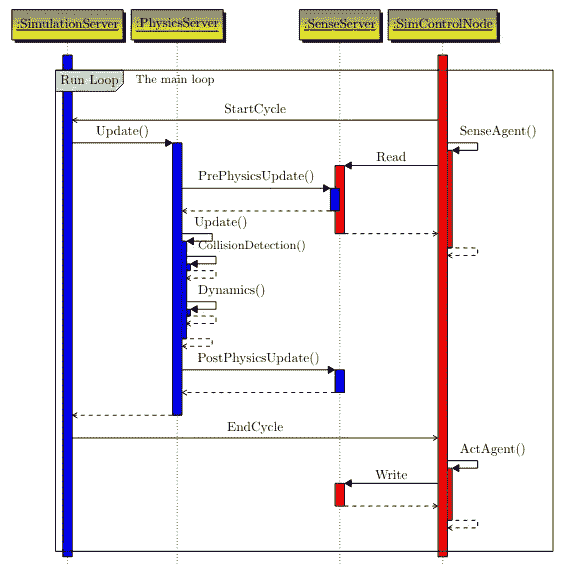 SimulationServer PhysicsServer SenseServer SimControlNode
Run Loop The main loop
StartCycle
Update() SenseAgent()
Read
PrePhysicsUpdate()
Update()
CollisionDetection()
Dynamics()
PostPhysicsUpdate()
EndCycle
ActAgent()
Write